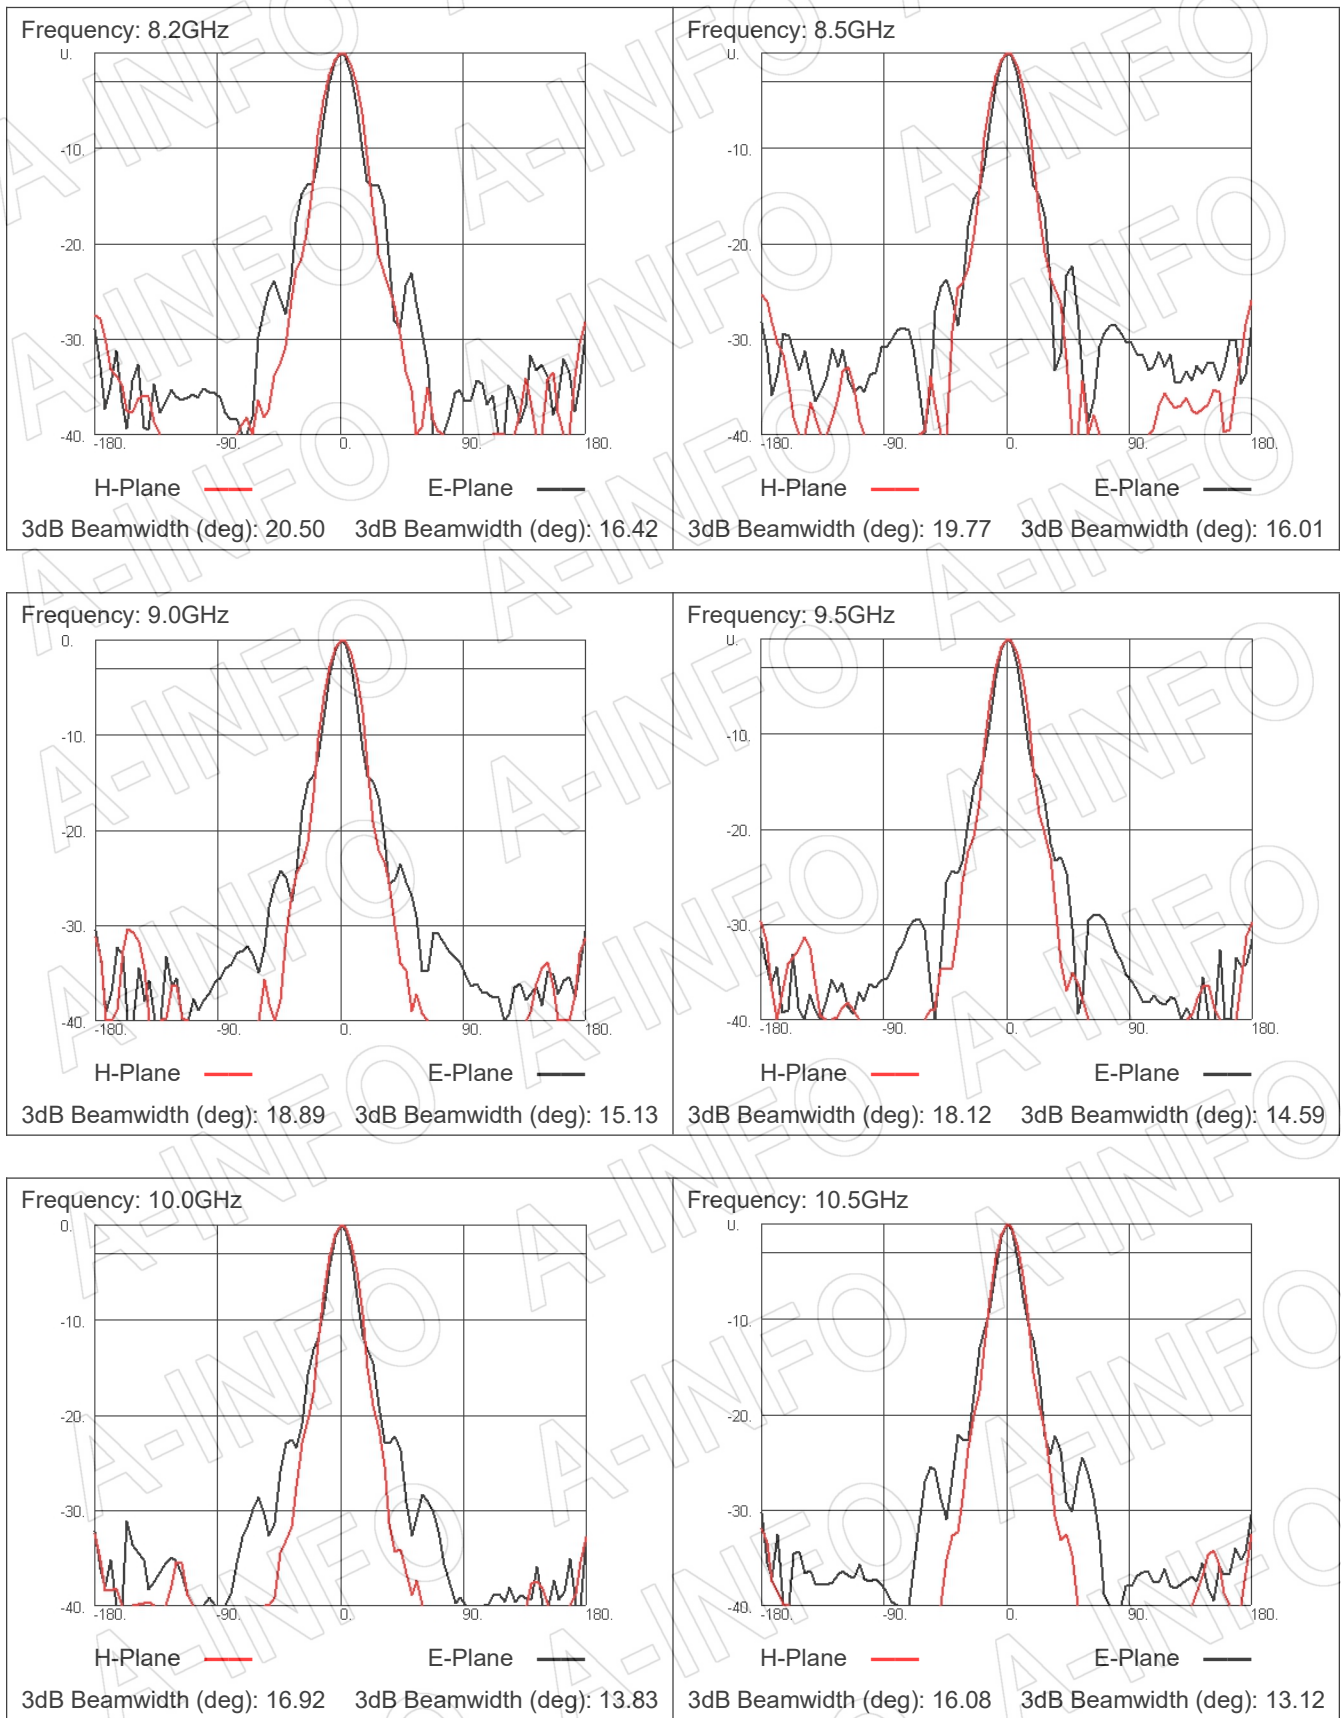 Frequency: 8.2GHz
U.
-10.
-20.
-30.
-40.
-180. -90. 0. 90. 180.
H-Plane E-Plane
3dB Beamwidth (deg): 20.50 3dB Beamwidth (deg): 16.42
Frequency: 8.5GHz
U.
-10.
-20.
-30.
-40.
-180. -90. 0. 90. 180.
H-Plane E-Plane
3dB Beamwidth (deg): 19.77 3dB Beamwidth (deg): 16.01
Frequency: 9.0GHz
0.
-10.
-20.
-30.
-40.
-180. -90. 0. 90. 180.
H-Plane E-Plane
3dB Beamwidth (deg): 18.89 3dB Beamwidth (deg): 15.13
Frequency: 9.5GHz
U.
-10.
-20.
-30.
-40.
-180. -90. 0. 90. 180.
H-Plane E-Plane
3dB Beamwidth (deg): 18.12 3dB Beamwidth (deg): 14.59
Frequency: 10.0GHz
0.
-10.
-20.
-30.
-40.
-180. -90. 0. 90. 180.
H-Plane E-Plane
3dB Beamwidth (deg): 16.92 3dB Beamwidth (deg): 13.83
Frequency: 10.5GHz
U.
-10.
-20.
-30.
-40.
-180. -90. 0. 90. 180.
H-Plane E-Plane
3dB Beamwidth (deg): 16.08 3dB Beamwidth (deg): 13.12
A-INFO